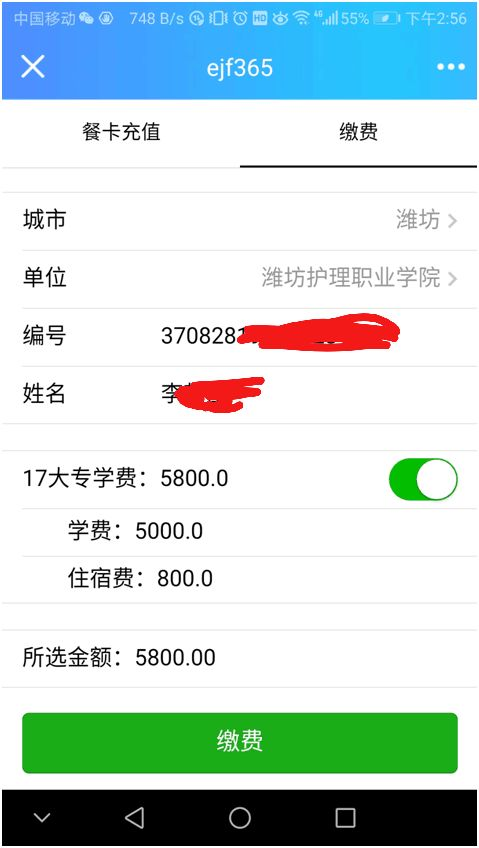 中国移动 748 B/s HD 4G 55% 下午2:56
ejf365
餐卡充值 缴费
城市 潍坊
单位 潍坊护理职业学院
编号 3708281
姓名 李
17大专学费：5800.0
学费：5000.0
住宿费：800.0
所选金额：5800.00
缴费